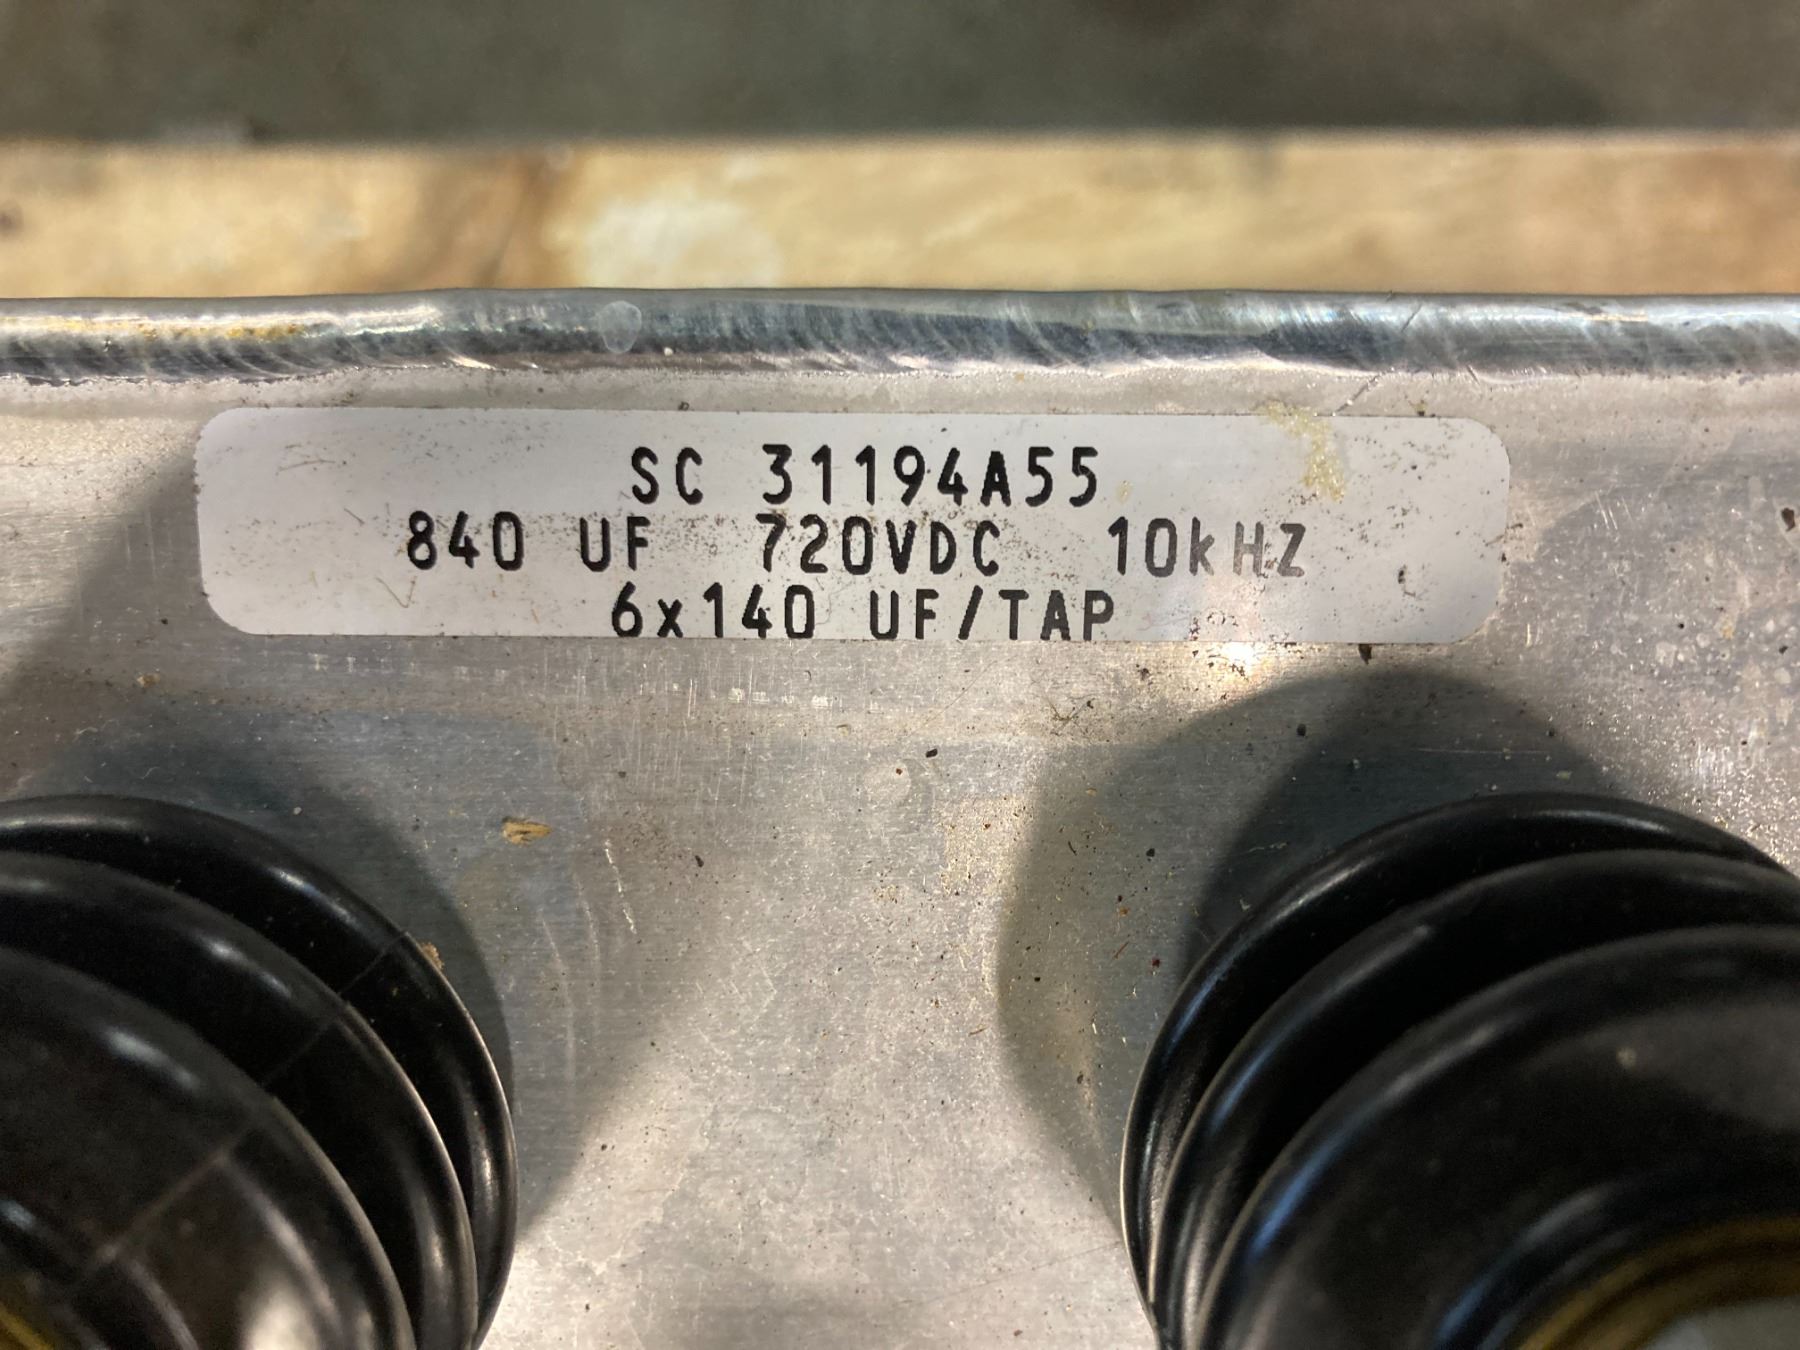 SC 31194A55
840 UF 720VDC 10kHZ
6x140 UF/TAP